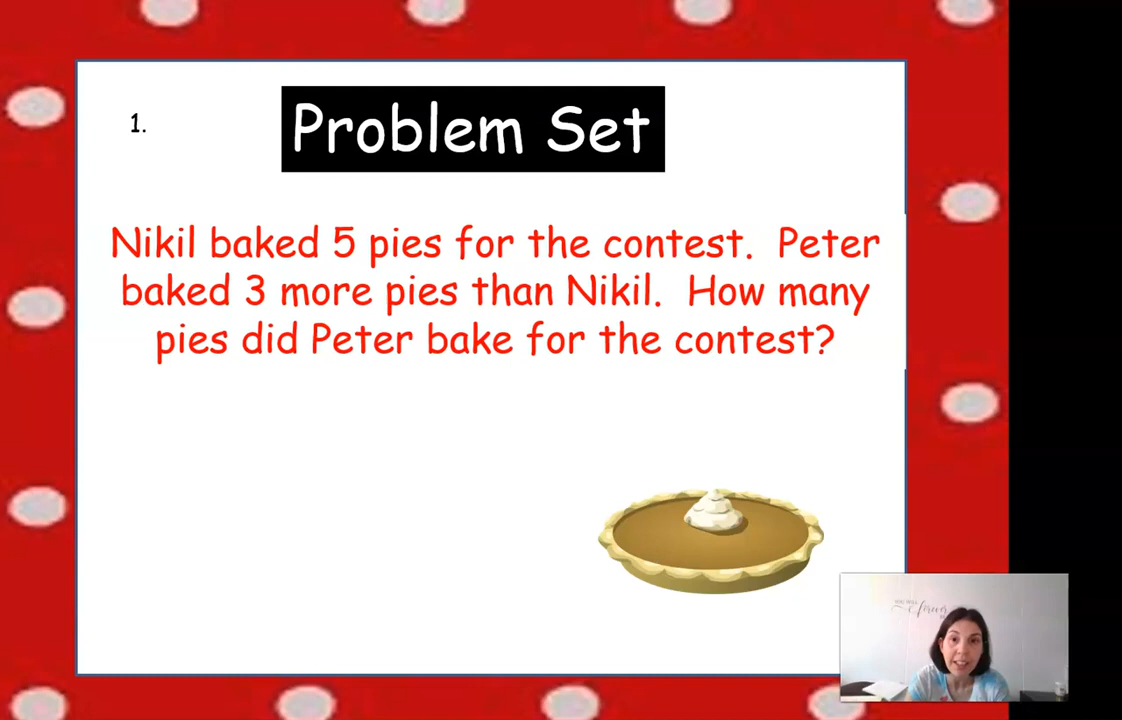 1.
Problem Set
Nikil baked 5 pies for the contest. Peter
baked 3 more pies than Nikil. How many
pies did Peter bake for the contest?
forever